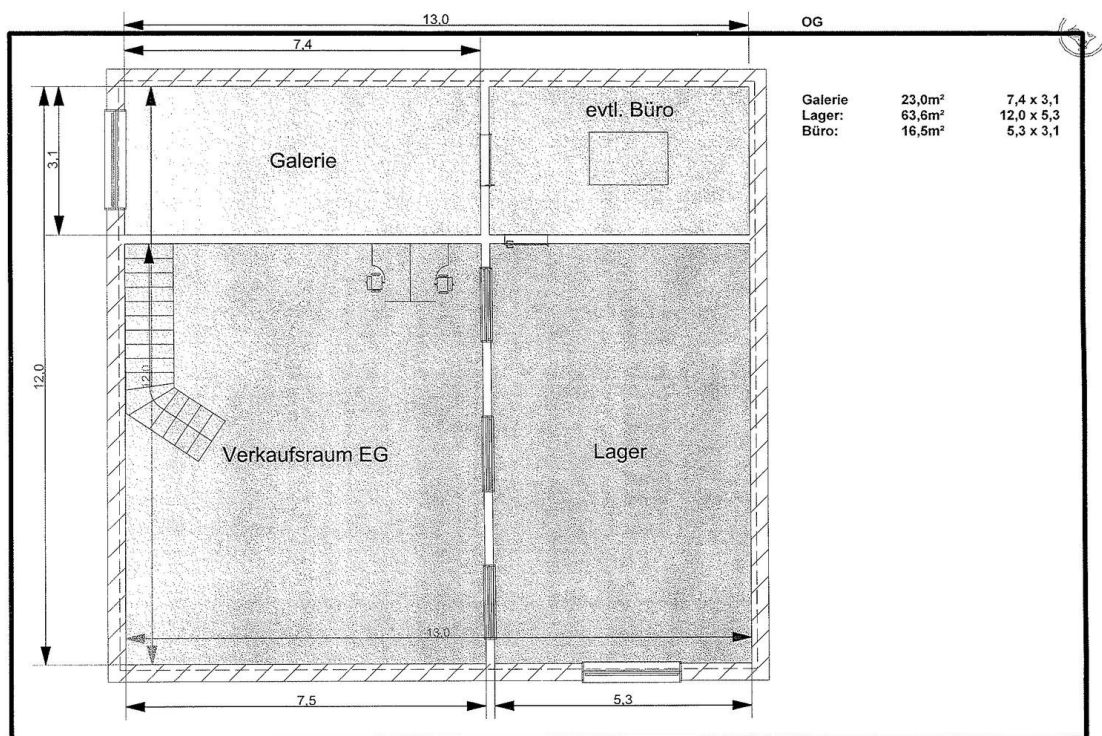 13,0
OG
7,4
Galerie 23,0m² 7,4 x 3,1
Lager: 63,6m² 12,0 x 5,3
Büro: 16,5m² 5,3 x 3,1
evtl. Büro
Galerie
3,1
12,0
12,0
Verkaufsraum EG
Lager
13,0
7,5
5,3